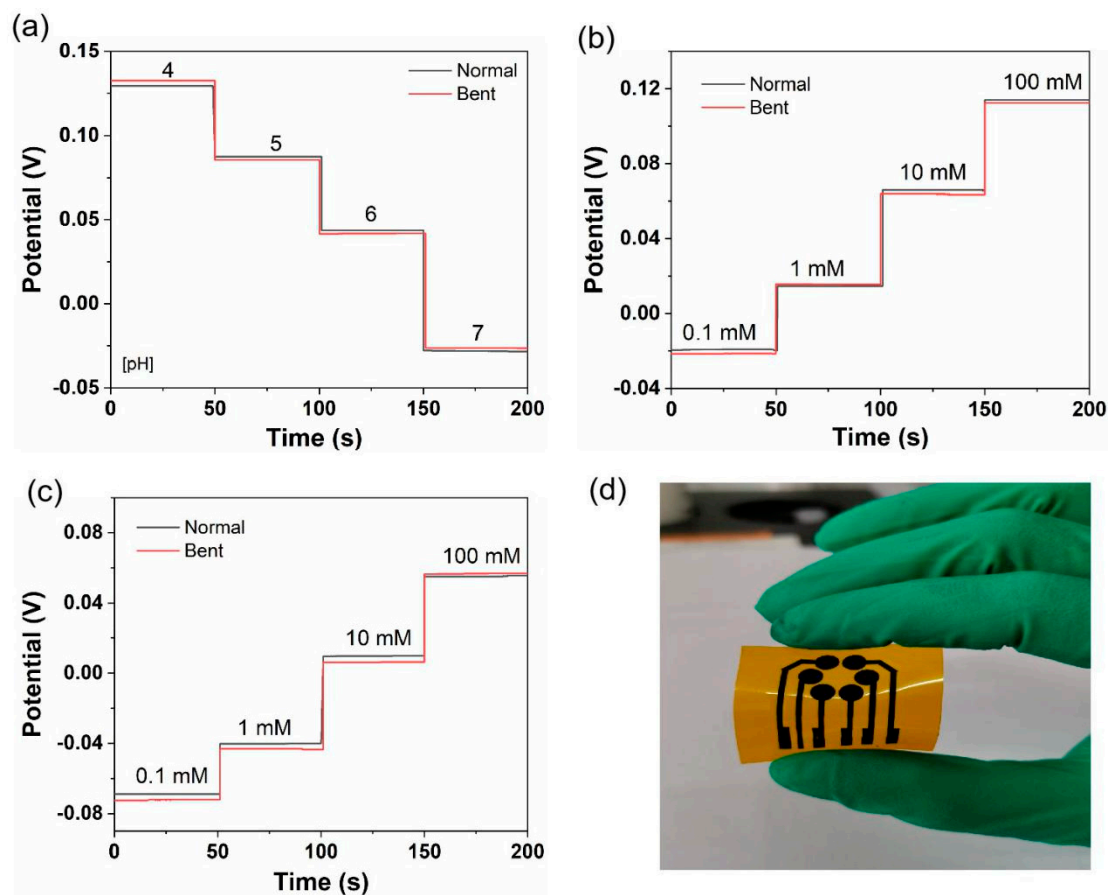 (a)
0.15
0.10
0.05
0.00
-0.05
Potential (V)
4
5
6
7
Normal
Bent
[pH]
0
50
100
150
200
Time (s)
(b)
0.12
0.08
0.04
0.00
-0.04
Potential (V)
Normal
Bent
100 mM
10 mM
1 mM
0.1 mM
0
50
100
150
200
Time (s)
(c)
0.08
0.04
0.00
-0.04
-0.08
Potential (V)
Normal
Bent
100 mM
10 mM
1 mM
0.1 mM
0
50
100
150
200
Time (s)
(d)